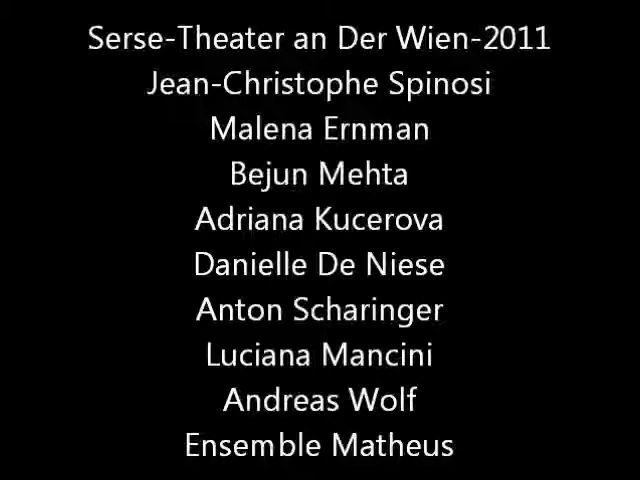 Serse-Theater an Der Wien-2011
Jean-Christophe Spinosi
Malena Ernman
Bejun Mehta
Adriana Kucerova
Danielle De Niese
Anton Scharinger
Luciana Mancini
Andreas Wolf
Ensemble Matheus